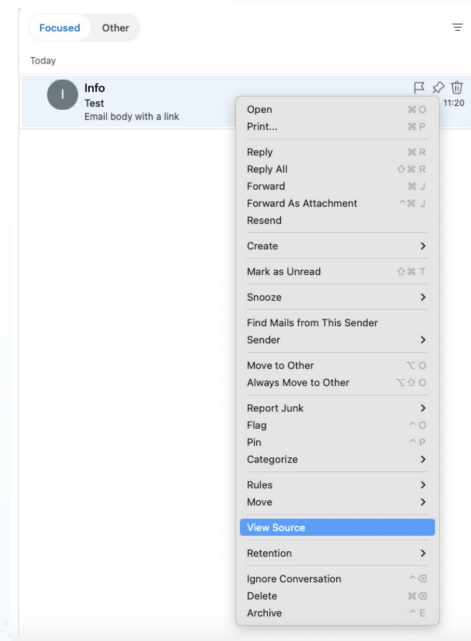 Focused Other
Today
I
Info
Test
11:20
Email body with a link
Open ⌘ O
Print... ⌘ P
Reply ⌘ R
Reply All ⇧ ⌘ R
Forward ⌘ J
Forward As Attachment ^ ⌘ J
Resend
Create
Mark as Unread ⇧ ⌘ T
Snooze
Find Mails from This Sender
Sender
Move to Other ⌥ O
Always Move to Other ⌥ ⇧ O
Report Junk
Flag ^ O
Pin ^ P
Categorize
Rules
Move
View Source
Retention
Ignore Conversation ^ ⌫
Delete ⌘ ⌫
Archive ^ E